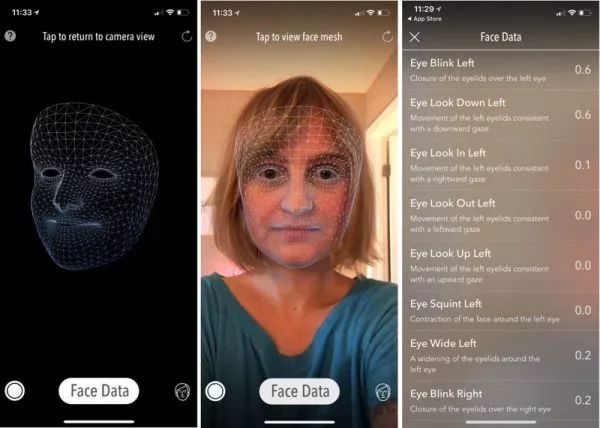 11:33
?
Tap to return to camera view
Face Data
11:33
?
Tap to view face mesh
Face Data
11:29
App Store
Face Data
Eye Blink Left
0.6
Closure of the eyelids over the left eye
Eye Look Down Left
0.6
Movement of the left eyelids consistent
with a downward gaze
Eye Look In Left
0.1
Movement of the left eyelids consistent
with a rightward gaze
Eye Look Out Left
0.0
Movement of the left eyelids consistent
with a leftward gaze
Eye Look Up Left
0.0
Movement of the left eyelids consistent
with an upward gaze
Eye Squint Left
0.0
Contraction of the face around the left eye
Eye Wide Left
0.2
A widening of the eyelids around the
left eye
Eye Blink Right
0.2
Closure of the eyelids over the right eye